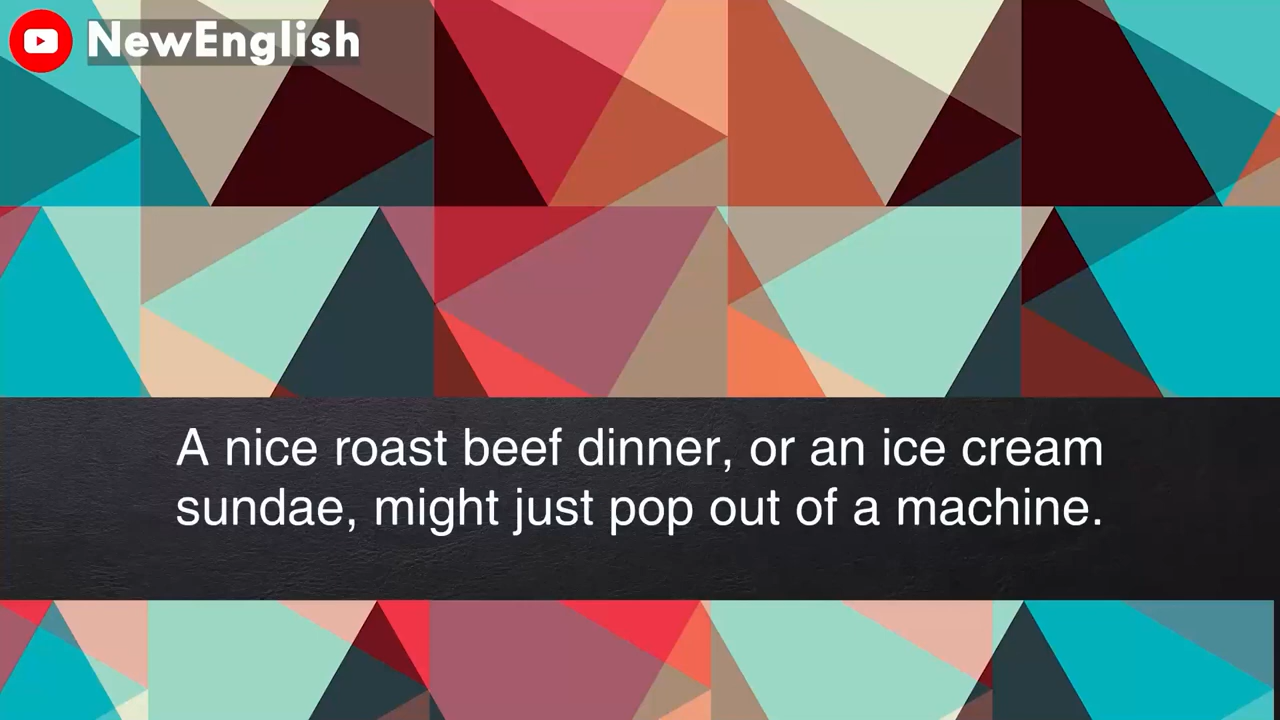 NewEnglish
A nice roast beef dinner, or an ice cream
sundae, might just pop out of a machine.